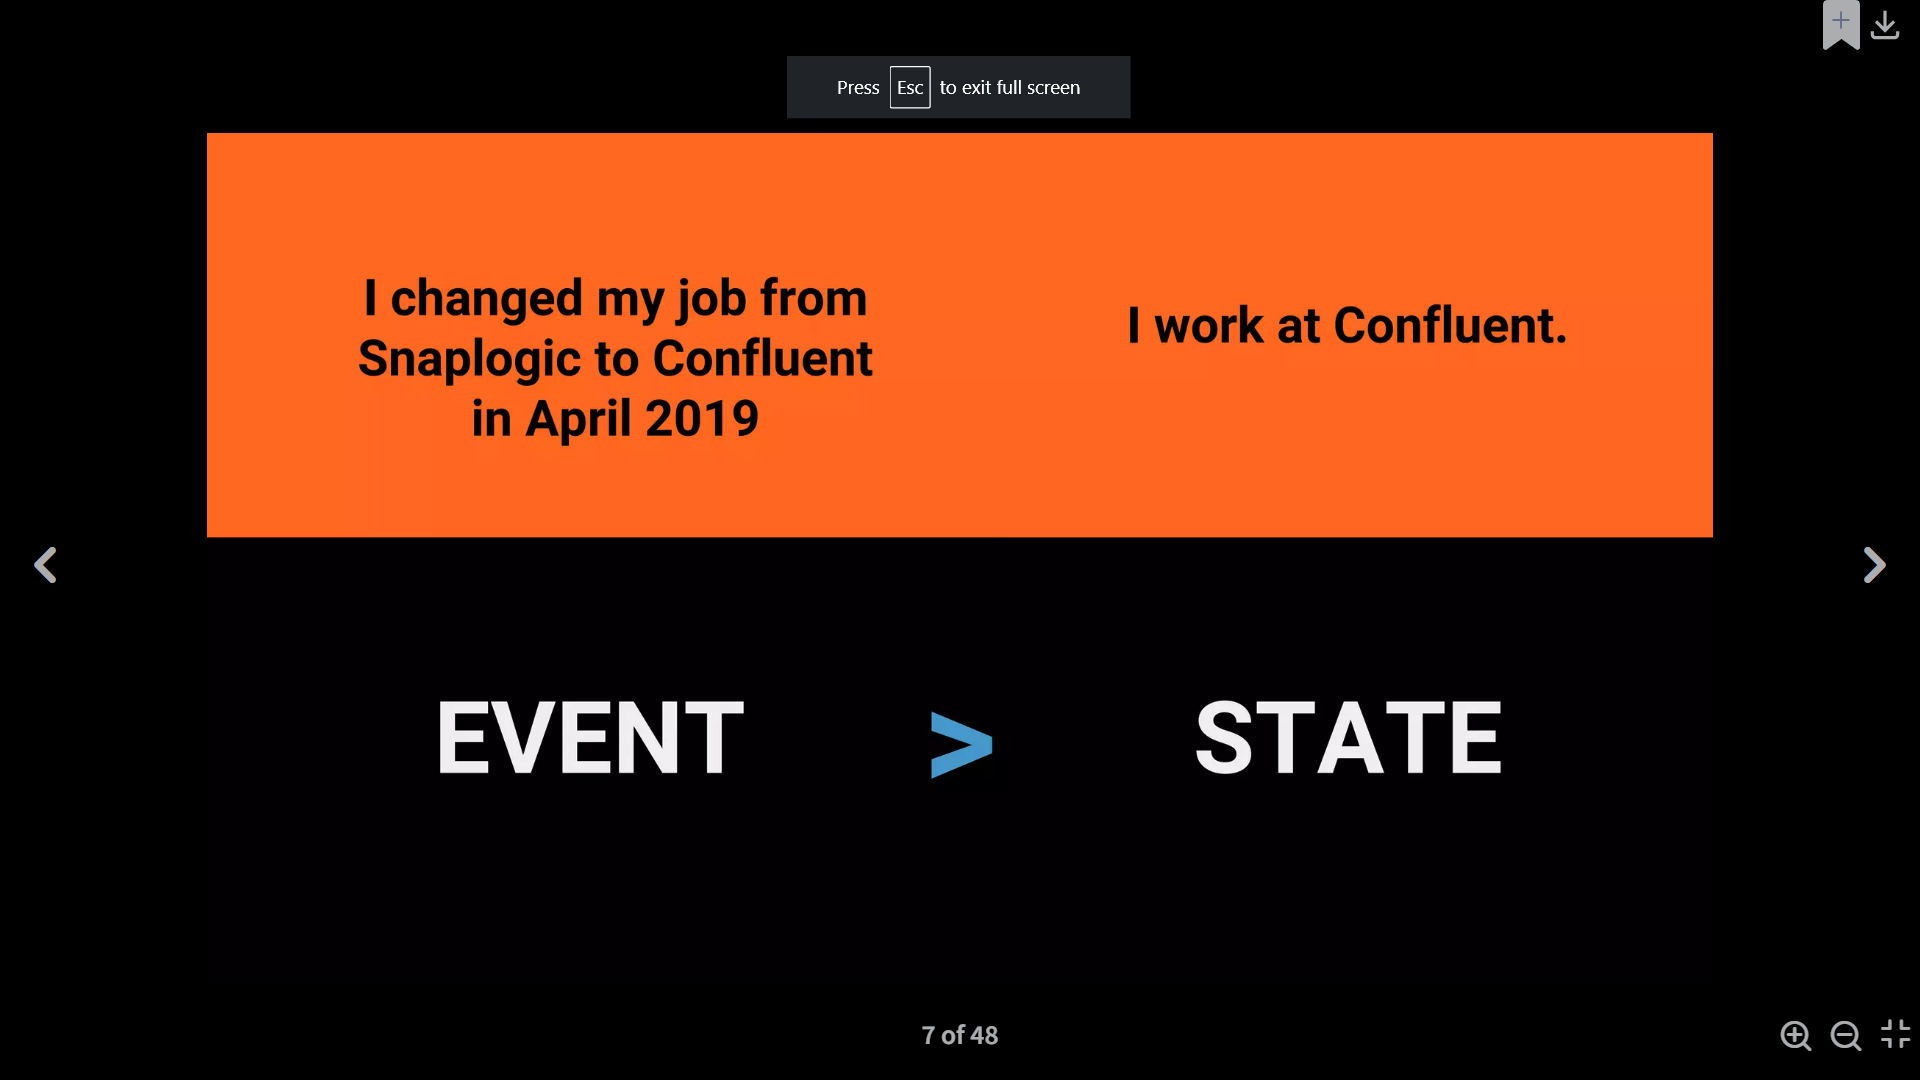 Press Esc to exit full screen
I changed my job from
Snaplogic to Confluent
in April 2019
I work at Confluent.
EVENT > STATE
7 of 48